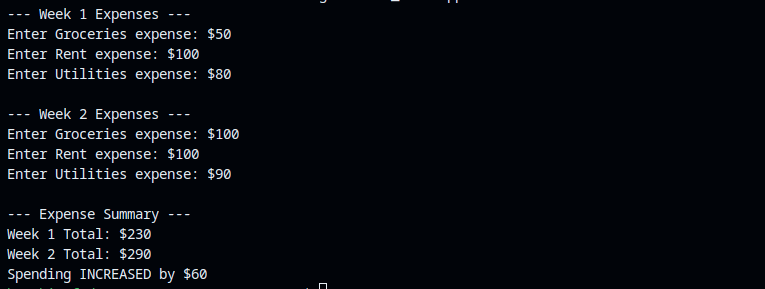 --- Week 1 Expenses ---
Enter Groceries expense: $50
Enter Rent expense: $100
Enter Utilities expense: $80
--- Week 2 Expenses ---
Enter Groceries expense: $100
Enter Rent expense: $100
Enter Utilities expense: $90
--- Expense Summary ---
Week 1 Total: $230
Week 2 Total: $290
Spending INCREASED by $60